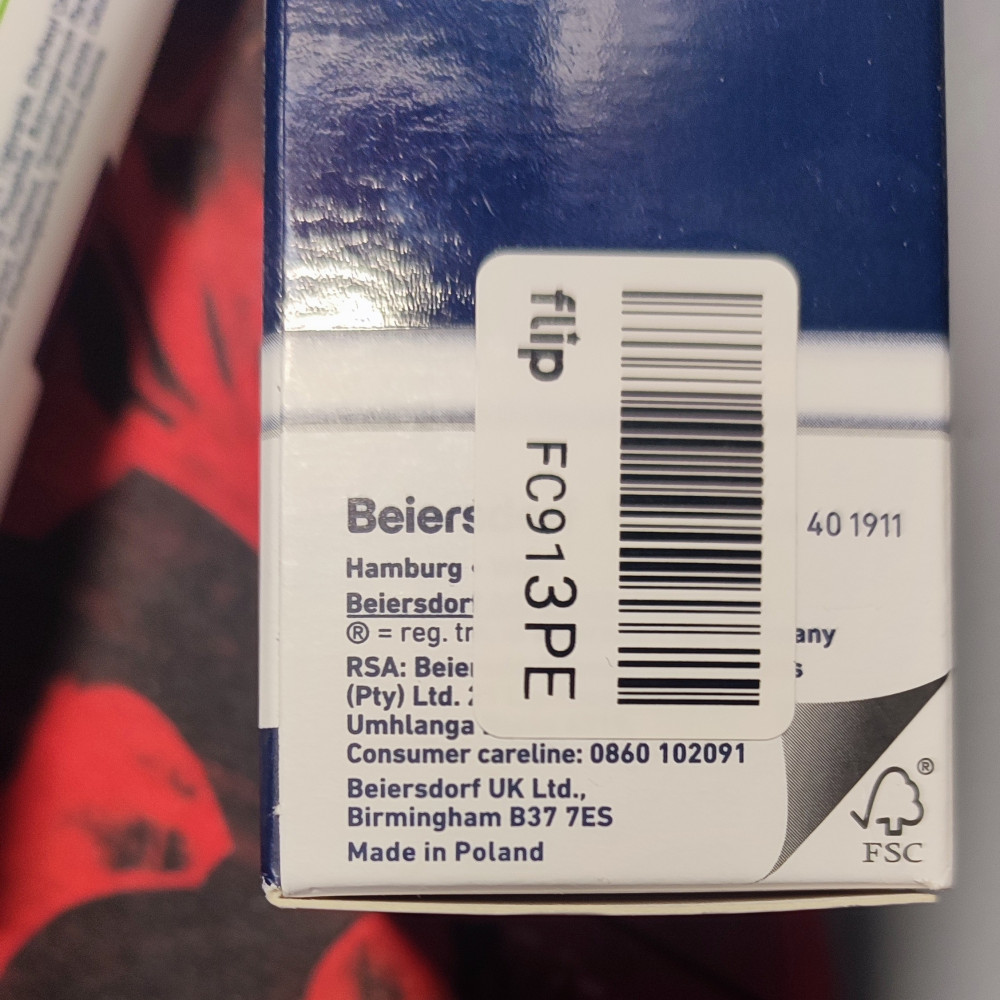 flip FC913PE
Beiers
40 1911
Hamburg
Beiersdorf
® = reg. tr
any
RSA: Beier
s
(Pty) Ltd.
Umhlanga
Consumer careline: 0860 102091
Beiersdorf UK Ltd.,
Birmingham B37 7ES
Made in Poland
®
FSC